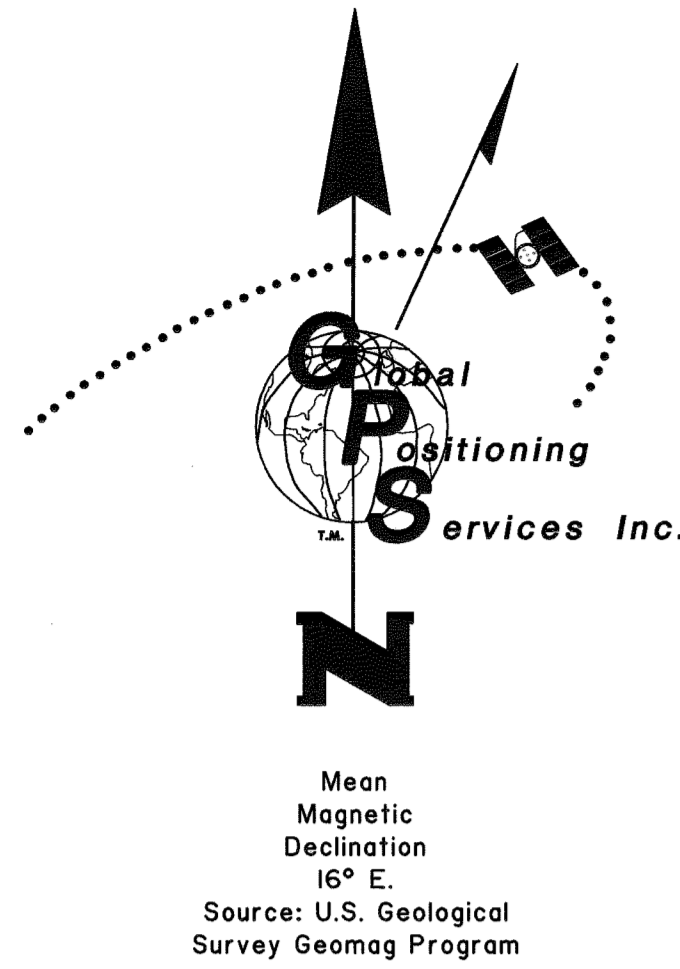 Global
Positioning
Services Inc.
T.M.
N
Mean
Magnetic
Declination
16° E.
Source: U.S. Geological
Survey Geomag Program